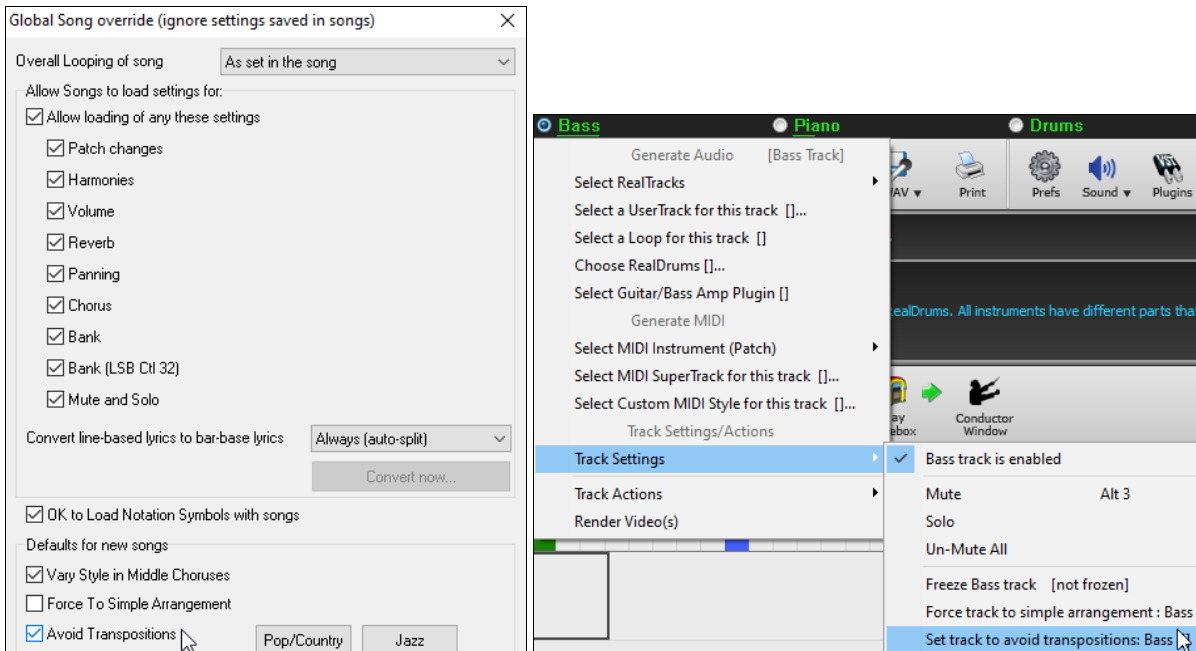 Global Song override (ignore settings saved in songs)
Overall Looping of song
As set in the song
Allow Songs to load settings for:
Allow loading of any these settings
Patch changes
Harmonies
Volume
Reverb
Panning
Chorus
Bank
Bank (LSB Ctl 32)
Mute and Solo
Convert line-based lyrics to bar-base lyrics
Always (auto-split)
Convert now...
OK to Load Notation Symbols with songs
Defaults for new songs
Vary Style in Middle Choruses
Force To Simple Arrangement
Avoid Transpositions
Pop/Country
Jazz
Bass
Piano
Drums
Generate Audio [Bass Track]
Select RealTracks
Select a UserTrack for this track []...
Select a Loop for this track []
Choose RealDrums []...
Select Guitar/Bass Amp Plugin []
Generate MIDI
Select MIDI Instrument (Patch)
Select MIDI SuperTrack for this track []...
Select Custom MIDI Style for this track []...
Track Settings/Actions
Track Settings
Track Actions
Render Video(s)
AV
Print
Prefs
Sound
Plugins
ealDrums. All instruments have different parts tha
ay
ebox
Conductor
Window
Bass track is enabled
Mute Alt 3
Solo
Un-Mute All
Freeze Bass track [not frozen]
Force track to simple arrangement : Bass
Set track to avoid transpositions: Bass